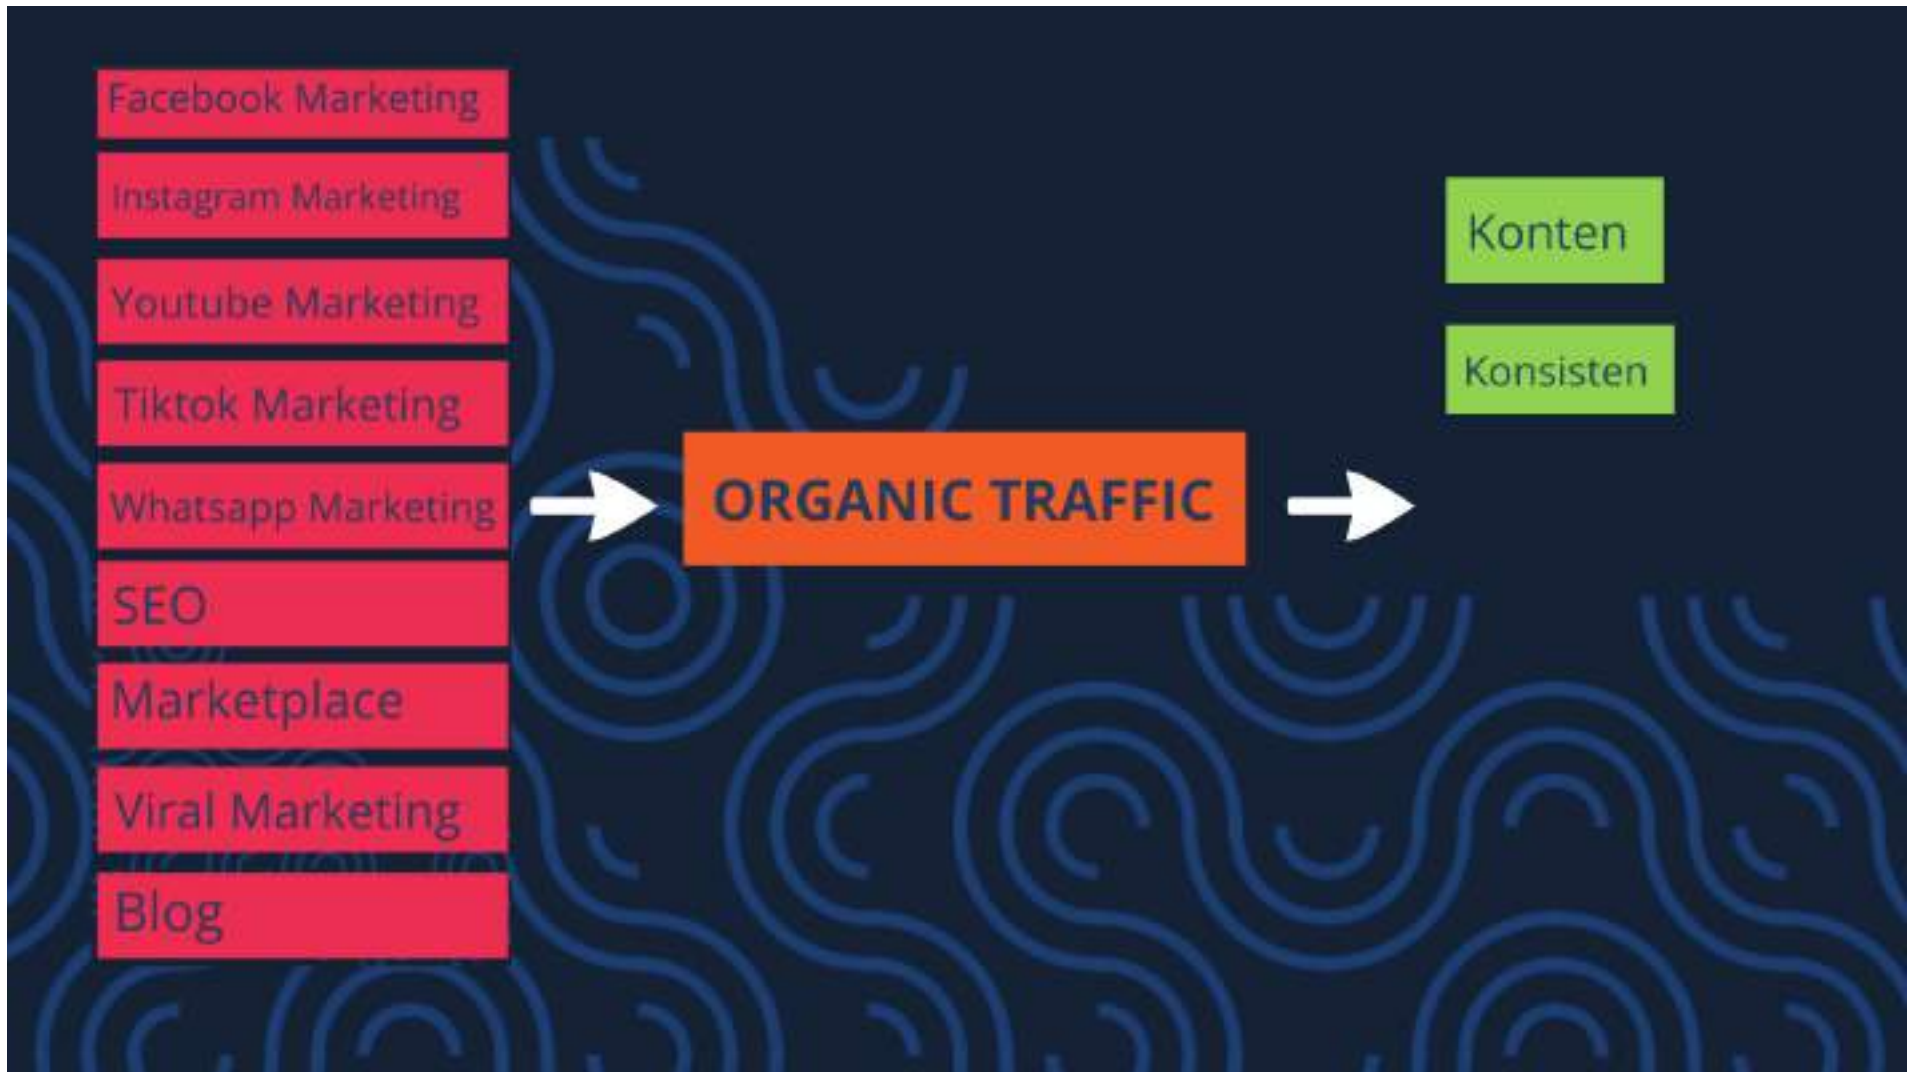 Facebook Marketing
Instagram Marketing
Youtube Marketing
Tiktok Marketing
Whatsapp Marketing
SEO
Marketplace
Viral Marketing
Blog
ORGANIC TRAFFIC
Konten
Konsisten